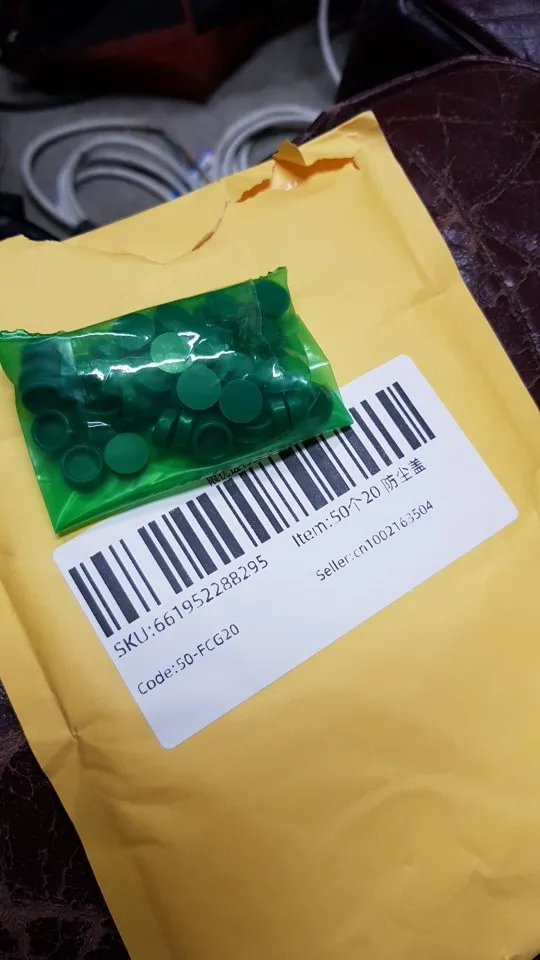 SKU:661952288295
Item:50个20 防尘盖
Code:50-FCG20
Seller:cn1002163504